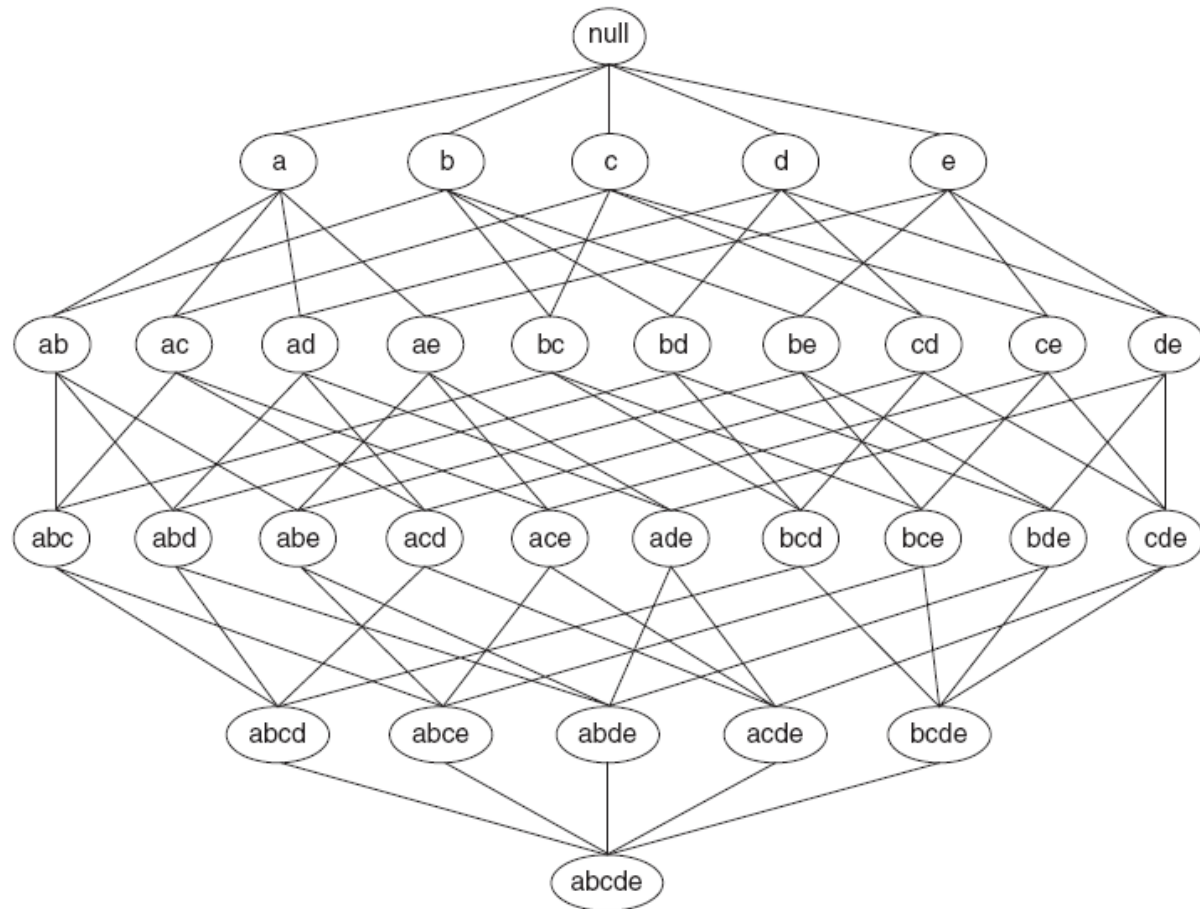 null
a b c d e
ab ac ad ae bc bd be cd ce de
abc abd abe acd ace ade bcd bce bde cde
abcd abce abde acde bcde
abcde